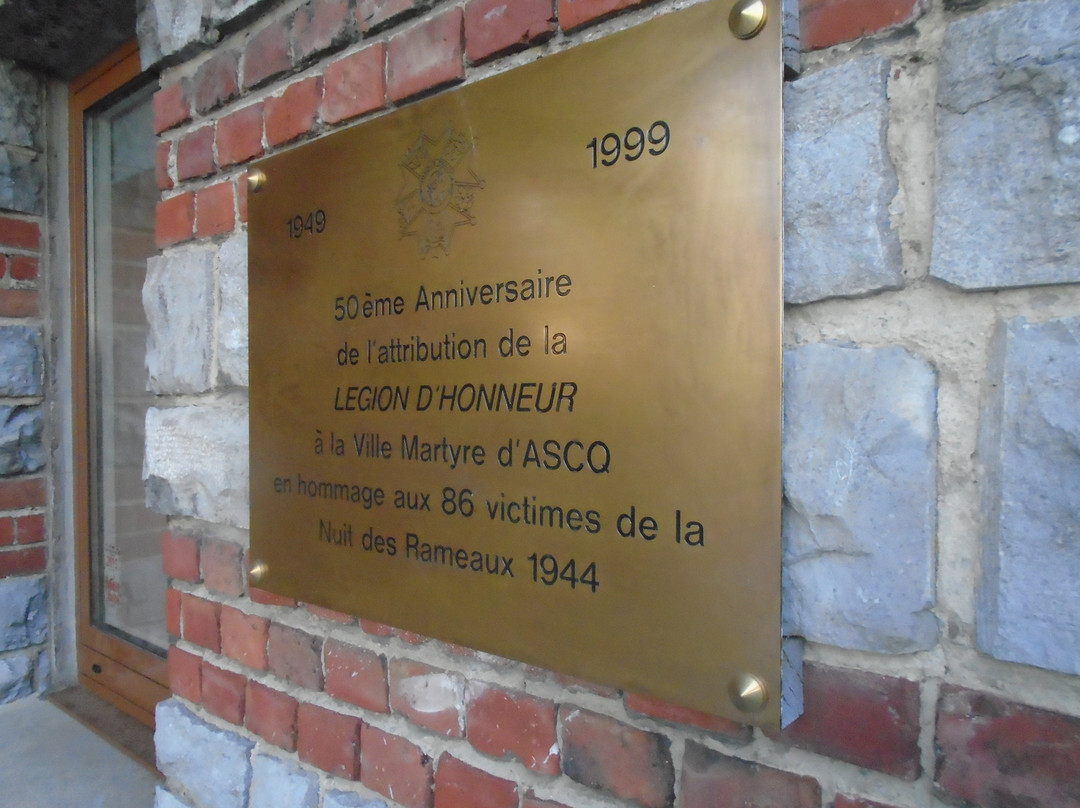 1949 1999
50ème Anniversaire
de l'attribution de la
LEGION D'HONNEUR
à la Ville Martyre d'ASCQ
en hommage aux 86 victimes de la
Nuit des Rameaux 1944